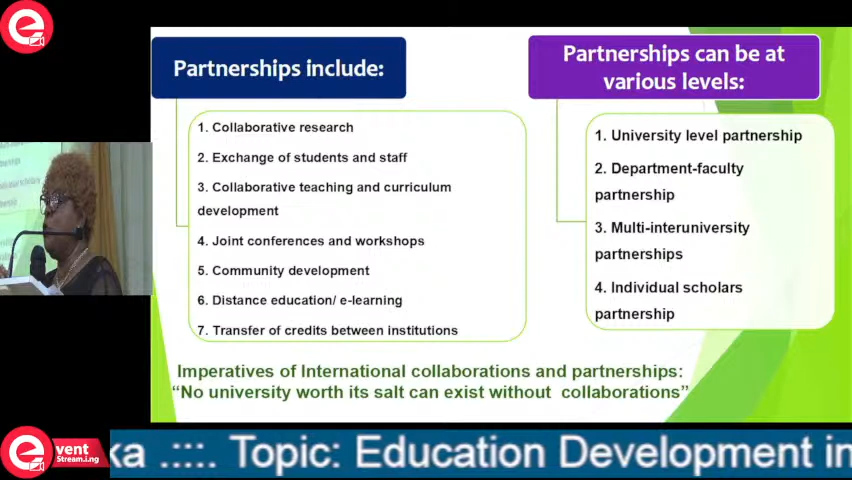 e
Partnerships include:
Partnerships can be at
various levels:
1. Collaborative research
2. Exchange of students and staff
3. Collaborative teaching and curriculum
development
4. Joint conferences and workshops
5. Community development
6. Distance education/ e-learning
7. Transfer of credits between institutions
1. University level partnership
2. Department-faculty
partnership
3. Multi-interuniversity
partnerships
4. Individual scholars
partnership
Imperatives of International collaborations and partnerships:
“No university worth its salt can exist without collaborations”
e vent
Stream.i.ng
ka .::::. Topic: Education Development in